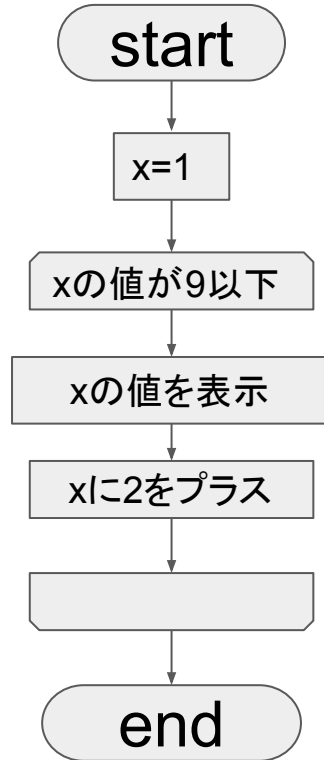 start
x=1
xの値が9以下
xの値を表示
xに2をプラス
end